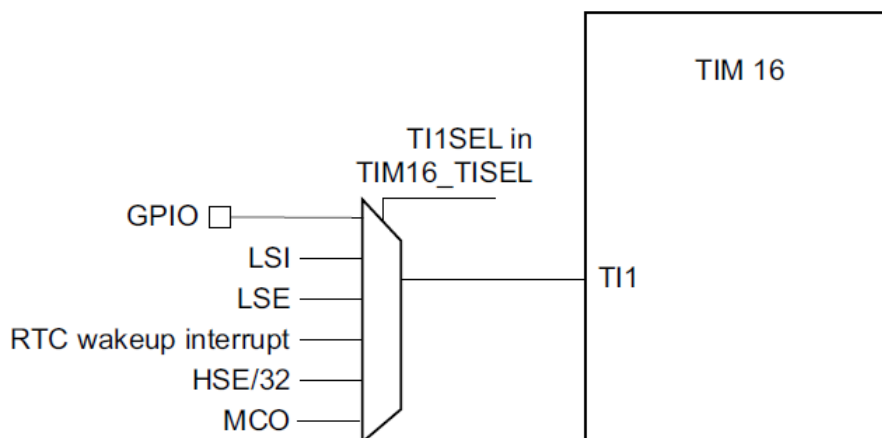 TIM 16
TI1SEL in
TIM16_TISEL
GPIO
LSI
LSE
RTC wakeup interrupt
HSE/32
MCO
TI1